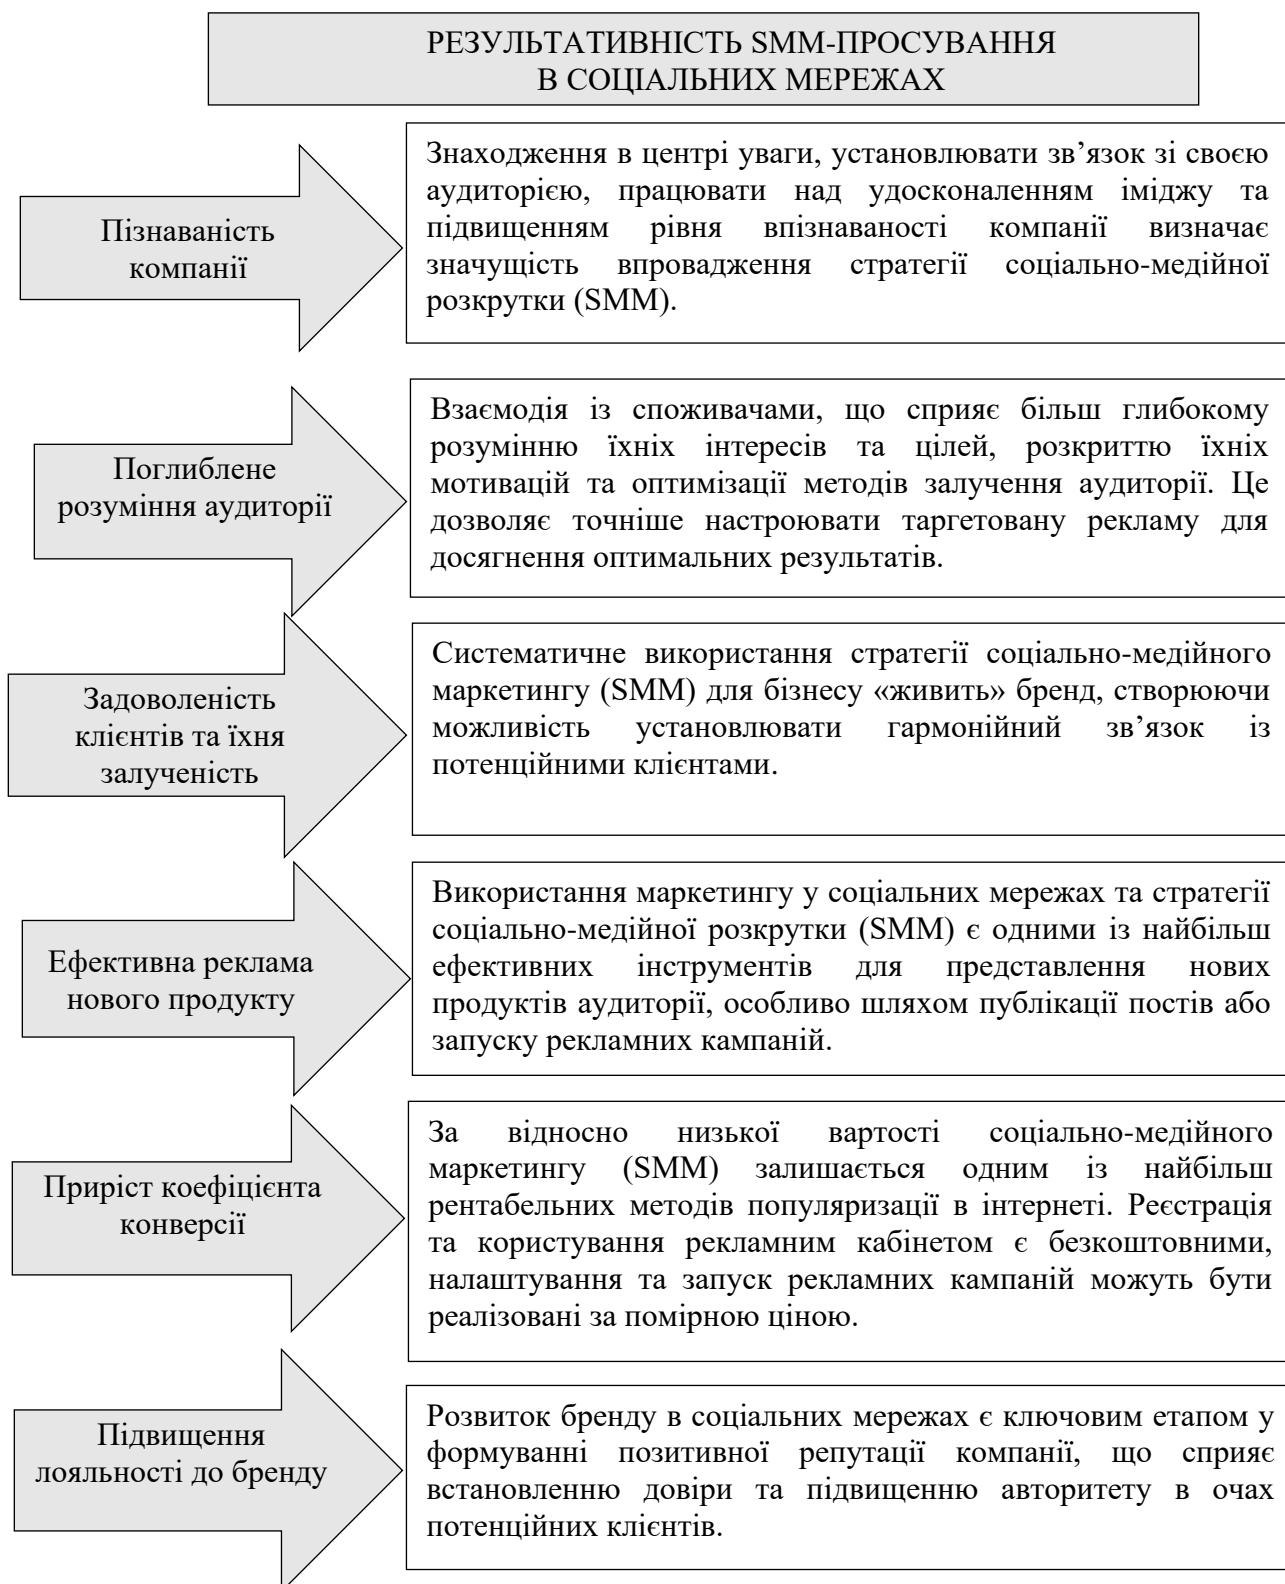 РЕЗУЛЬТАТИВНІСТЬ SMM-ПРОСУВАННЯ
В СОЦІАЛЬНИХ МЕРЕЖАХ
Пізнаваність
компанії
Знаходження в центрі уваги, установлювати зв’язок зі своєю
аудиторією, працювати над удосконаленням іміджу та
підвищенням рівня впізнаваності компанії визначає
значущість впровадження стратегії соціально-медійної
розкрутки (SMM).
Поглиблене
розуміння аудиторії
Взаємодія із споживачами, що сприяє більш глибокому
розумінню їхніх інтересів та цілей, розкриттю їхніх
мотивацій та оптимізації методів залучення аудиторії. Це
дозволяє точніше настроювати таргетовану рекламу для
досягнення оптимальних результатів.
Задоволеність
клієнтів та їхня
залученість
Систематичне використання стратегії соціально-медійного
маркетингу (SMM) для бізнесу «живить» бренд, створюючи
можливість установлювати гармонійний зв’язок із
потенційними клієнтами.
Ефективна реклама
нового продукту
Використання маркетингу у соціальних мережах та стратегії
соціально-медійної розкрутки (SMM) є одними із найбільш
ефективних інструментів для представлення нових
продуктів аудиторії, особливо шляхом публікації постів або
запуску рекламних кампаній.
Приріст коефіцієнта
конверсії
За відносно низької вартості соціально-медійного
маркетингу (SMM) залишається одним із найбільш
рентабельних методів популяризації в інтернеті. Реєстрація
та користування рекламним кабінетом є безкоштовними,
налаштування та запуск рекламних кампаній можуть бути
реалізовані за помірною ціною.
Підвищення
лояльності до бренду
Розвиток бренду в соціальних мережах є ключовим етапом у
формуванні позитивної репутації компанії, що сприяє
встановленню довіри та підвищенню авторитету в очах
потенційних клієнтів.